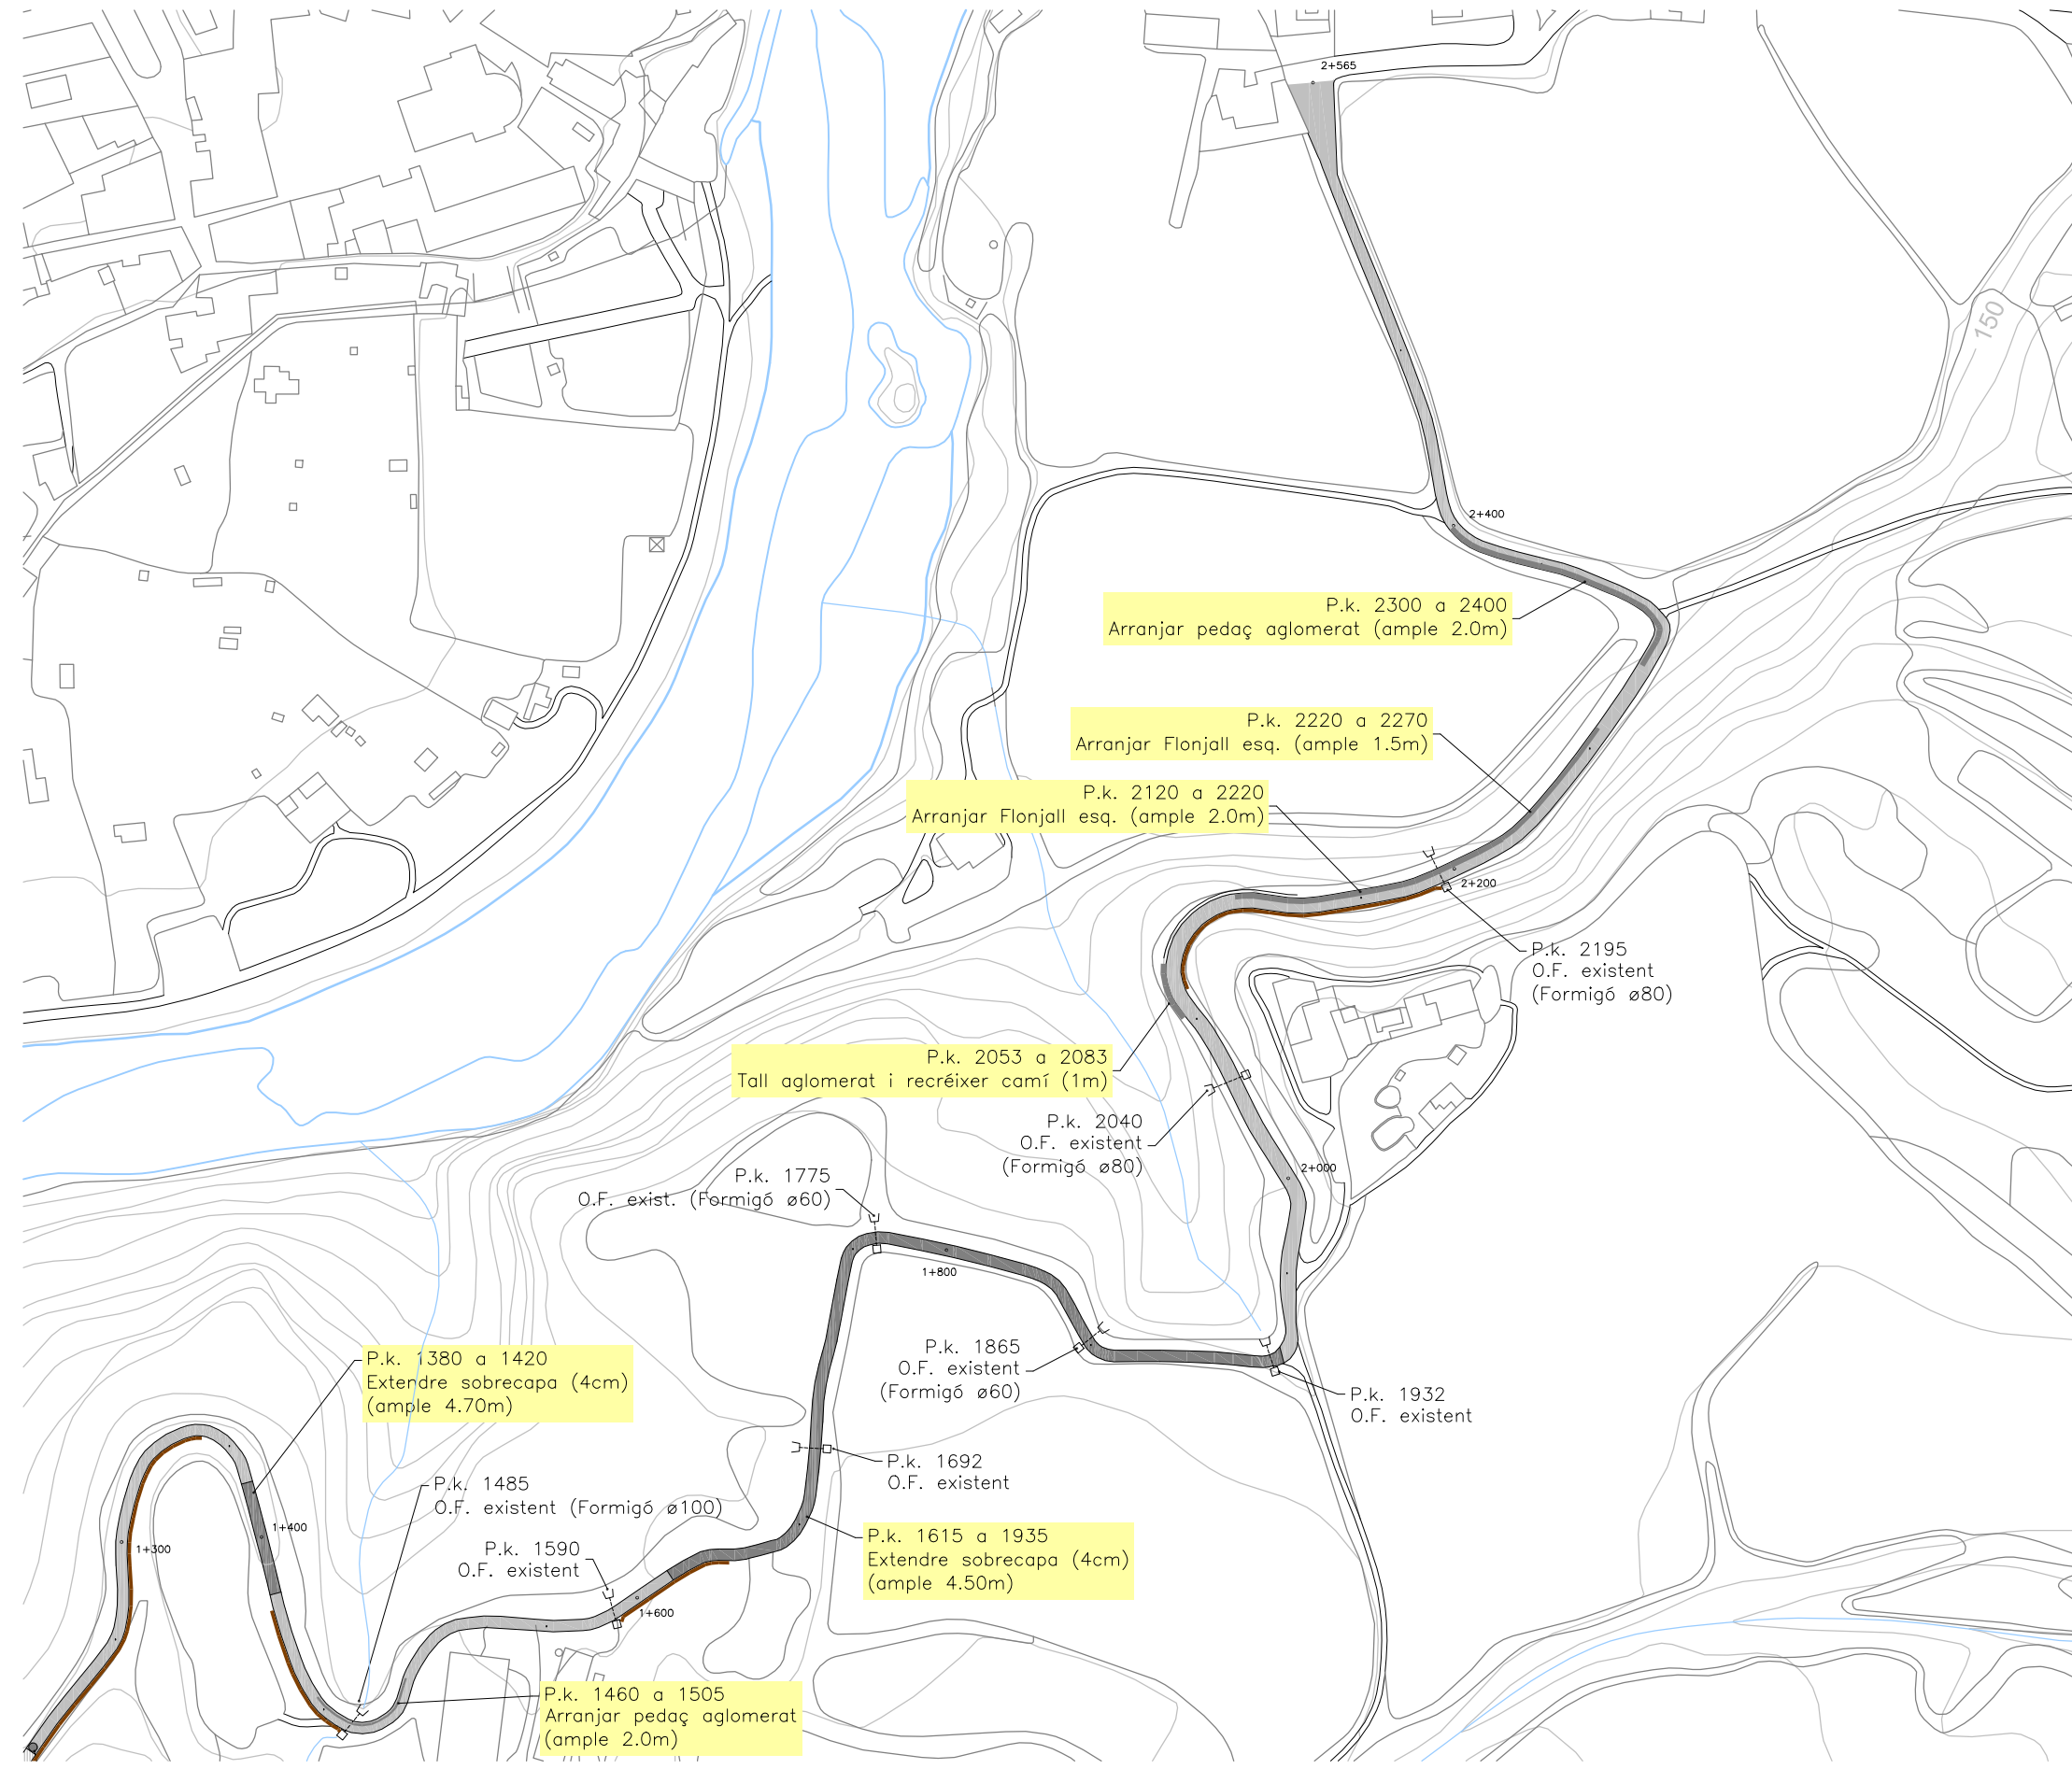 2+565
150
2+400
P.k. 2300 a 2400
Arranjar pedaç aglomerat (ample 2.0m)
P.k. 2220 a 2270
Arranjar Flonjall esq. (ample 1.5m)
P.k. 2120 a 2220
Arranjar Flonjall esq. (ample 2.0m)
2+200
P.k. 2195
O.F. existent
(Formigó ø80)
P.k. 2053 a 2083
Tall aglomerat i recréixer camí (1m)
P.k. 2040
O.F. existent
(Formigó ø80)
2+000
P.k. 1775
O.F. exist. (Formigó ø60)
1+800
P.k. 1865
O.F. existent
(Formigó ø60)
P.k. 1932
O.F. existent
P.k. 1380 a 1420
Extendre sobrecapa (4cm)
(ample 4.70m)
P.k. 1692
O.F. existent
P.k. 1485
O.F. existent (Formigó ø100)
1+400
1+300
P.k. 1590
O.F. existent
P.k. 1615 a 1935
Extendre sobrecapa (4cm)
(ample 4.50m)
1+600
P.k. 1460 a 1505
Arranjar pedaç aglomerat
(ample 2.0m)